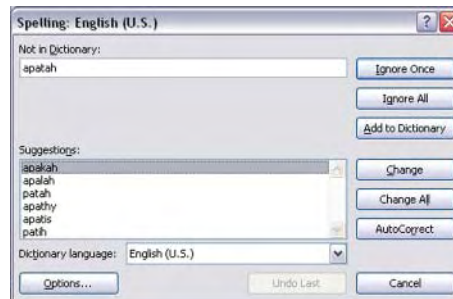 Spelling: English (U.S.)
Not in Dictionary:
apatah
Ignore Once
Ignore All
Add to Dictionary
Suggestions:
apakah
apalah
patah
apathy
apatis
patih
Change
Change All
AutoCorrect
Dictionary language: English (U.S.)
Options... Undo Last Cancel